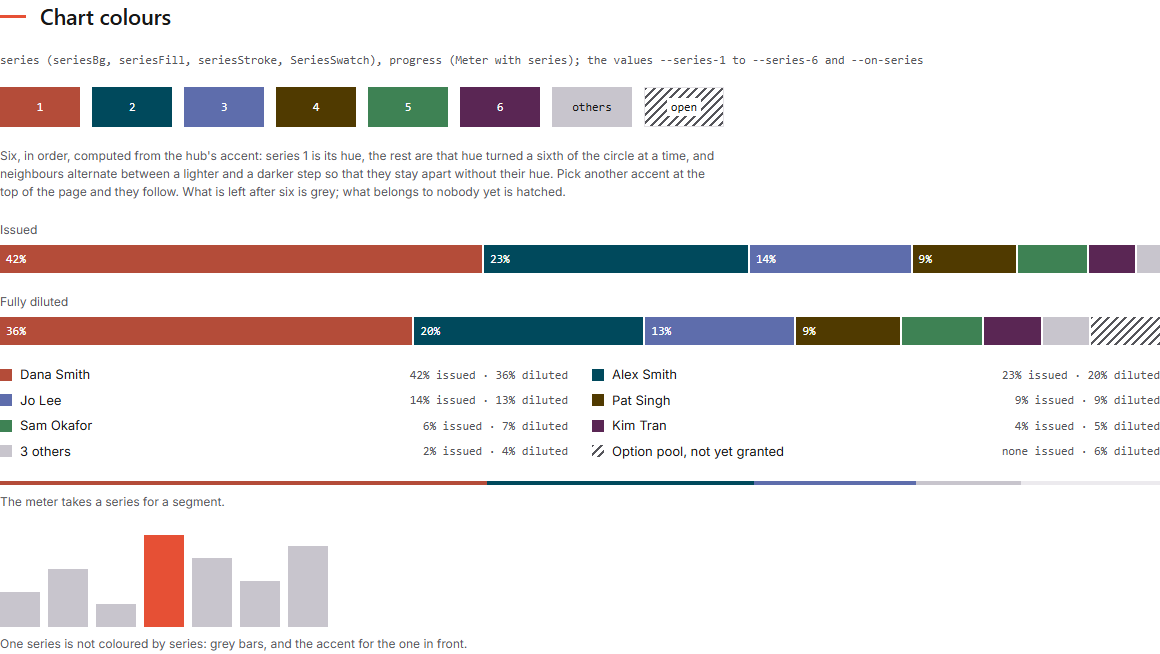 Chart colours
series (seriesBg, seriesFill, seriesStroke, SeriesSwatch), progress (Meter with series); the values --series-1 to --series-6 and --on-series
1 2 3 4 5 6 others open
Six, in order, computed from the hub's accent: series 1 is its hue, the rest are that hue turned a sixth of the circle at a time, and
neighbours alternate between a lighter and a darker step so that they stay apart without their hue. Pick another accent at the
top of the page and they follow. What is left after six is grey; what belongs to nobody yet is hatched.
Issued
42% 23% 14% 9%
Fully diluted
36% 20% 13% 9%
Dana Smith 42% issued · 36% diluted Alex Smith 23% issued · 20% diluted
Jo Lee 14% issued · 13% diluted Pat Singh 9% issued · 9% diluted
Sam Okafor 6% issued · 7% diluted Kim Tran 4% issued · 5% diluted
3 others 2% issued · 4% diluted Option pool, not yet granted none issued · 6% diluted
The meter takes a series for a segment.
One series is not coloured by series: grey bars, and the accent for the one in front.